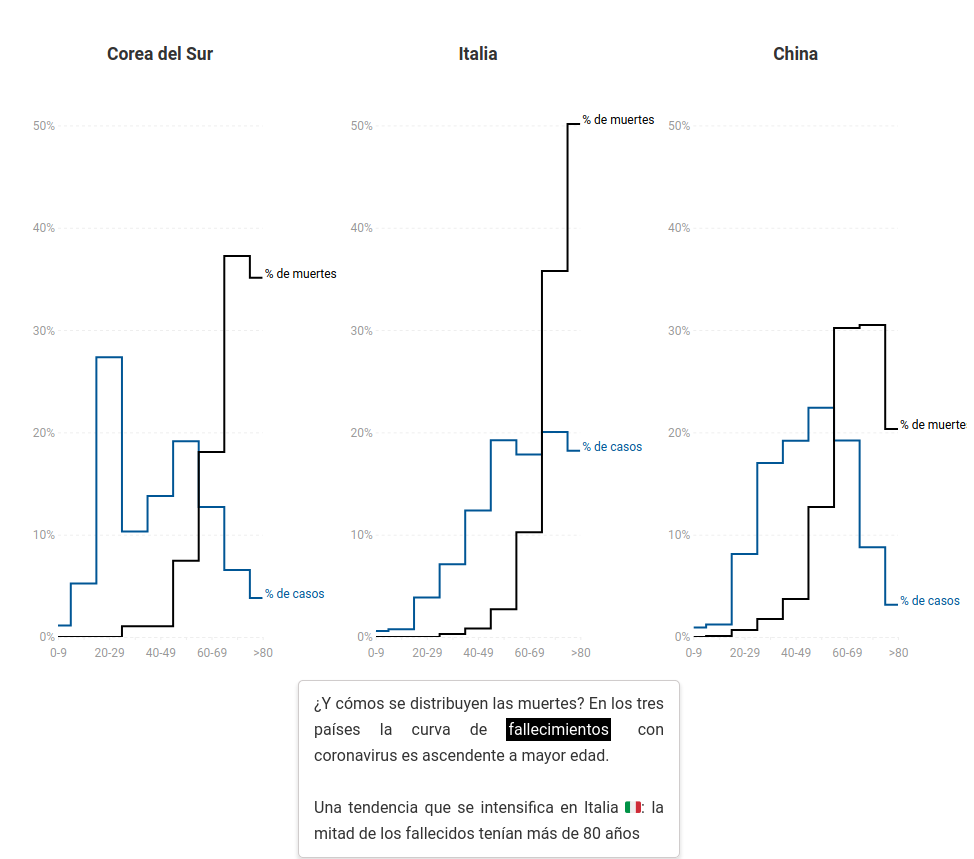 Corea del Sur
50%
40%
30%
20%
10%
0%
0-9 20-29 40-49 60-69 >80
% de muertes
% de casos
Italia
50%
40%
30%
20%
10%
0%
0-9 20-29 40-49 60-69 >80
% de muertes
% de casos
China
50%
40%
30%
20%
10%
0%
0-9 20-29 40-49 60-69 >80
% de muerte
% de casos
¿Y cómos se distribuyen las muertes? En los tres
países la curva de fallecimientos con
coronavirus es ascendente a mayor edad.
Una tendencia que se intensifica en Italia 🇮🇹: la
mitad de los fallecidos tenían más de 80 años